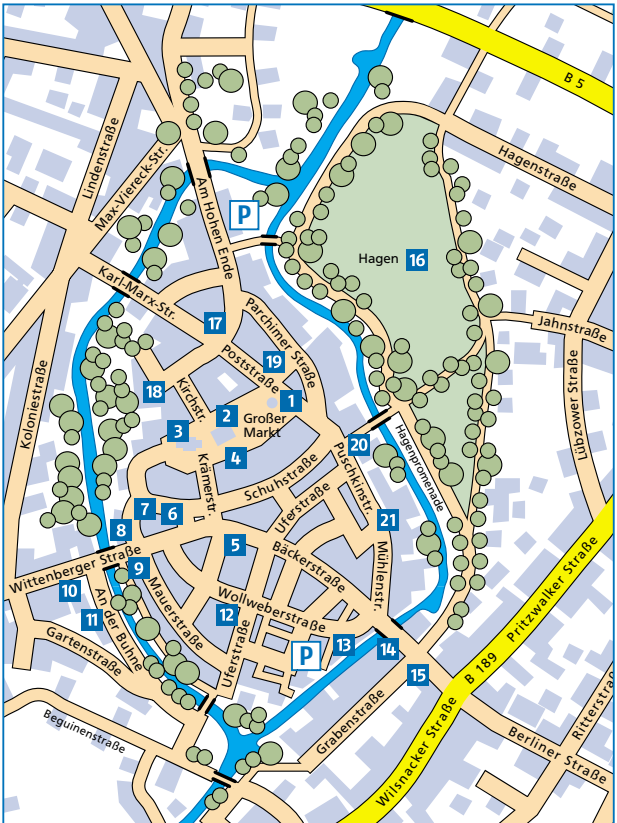 B 5
Hagenstraße
Lindenstraße
Max-Viereck-Str.
Am Hohen Ende
P
Hagen
16
Karl-Marx-Str.
17
Parchimer Straße
Jahnstraße
Lübzower Straße
Koloniestraße
Poststraße
19
18
Kirchstr.
1
2
Großer
Markt
3
4
20
Hagenpromenade
Krämerstr.
Schuhstraße
Puschkinstr.
Uferstraße
7
6
21
8
5
Bäckerstraße
Mühlenstr.
Wittenberger Straße
9
10
Mauerstraße
Wollweberstraße
12
11
An der Bühne
Gartenstraße
Uferstraße
P
13
14
15
Grabenstraße
Beguinenstraße
Wilsnacker Straße
B 189
Pritzwalker Straße
Berliner Straße
Ritterstra